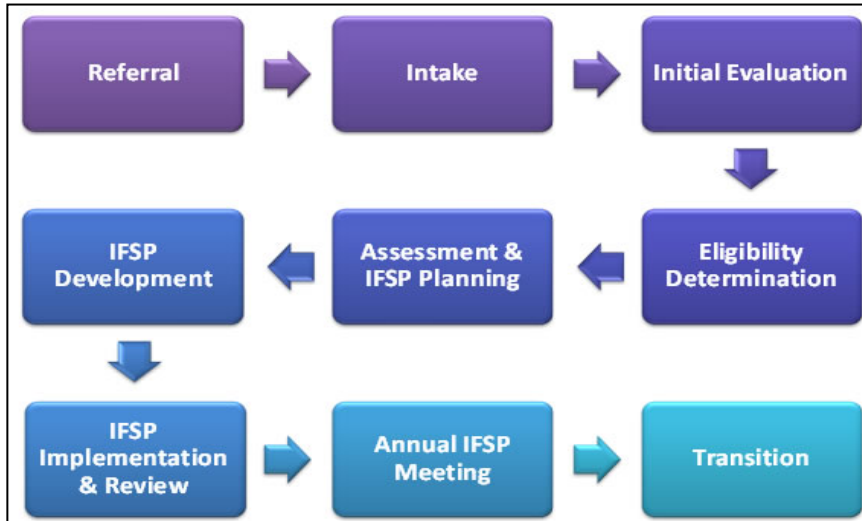 Referral
Intake
Initial Evaluation
Eligibility
Determination
Assessment &
IFSP Planning
IFSP
Development
IFSP
Implementation
& Review
Annual IFSP
Meeting
Transition